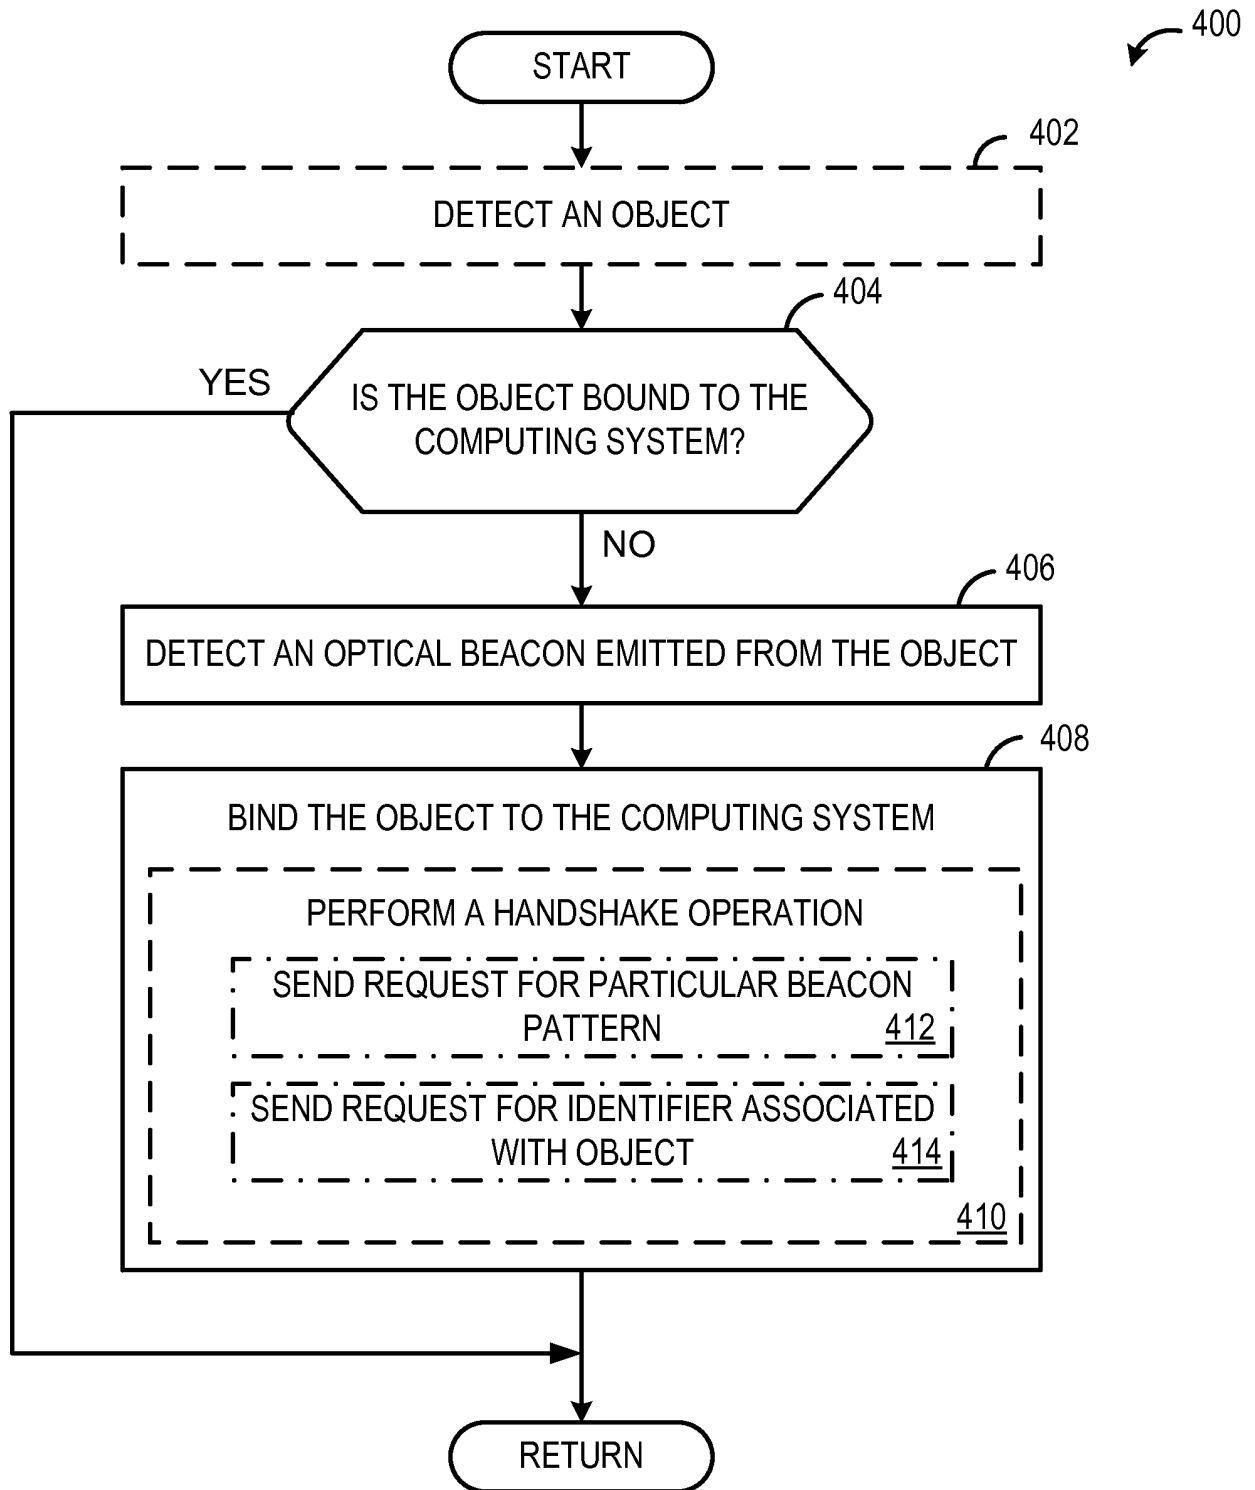 400
START
402
DETECT AN OBJECT
404
YES
IS THE OBJECT BOUND TO THE
COMPUTING SYSTEM?
NO
406
DETECT AN OPTICAL BEACON EMITTED FROM THE OBJECT
408
BIND THE OBJECT TO THE COMPUTING SYSTEM
PERFORM A HANDSHAKE OPERATION
SEND REQUEST FOR PARTICULAR BEACON
PATTERN 412
SEND REQUEST FOR IDENTIFIER ASSOCIATED
WITH OBJECT 414
410
RETURN